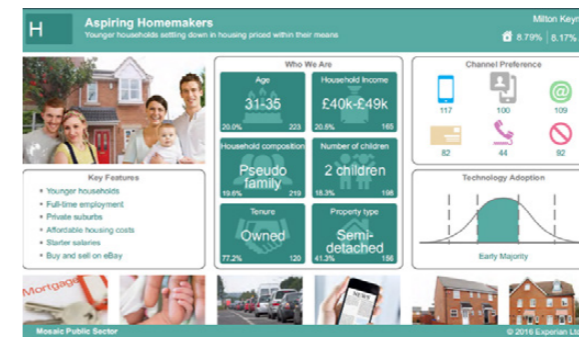 H
Aspiring Homemakers
Younger households settling down in housing priced within their means
Milton Keyn
8.79% | 8.17%
Who We Are
Age
31-35
20.0% 223
Household Income
£40k-£49k
20.5% 165
Household composition
Pseudo
family
19.6% 219
Number of children
2 children
18.3% 198
Tenure
Owned
77.2% 120
Property type
Semi-
detached
41.3% 156
Channel Preference
117 100 109
82 44 92
Key Features
Younger households
Full-time employment
Private suburbs
Affordable housing costs
Starter salaries
Buy and sell on eBay
Technology Adoption
Early Majority
Mortgage
NEWS
Mosaic Public Sector
© 2016 Experian Ltd